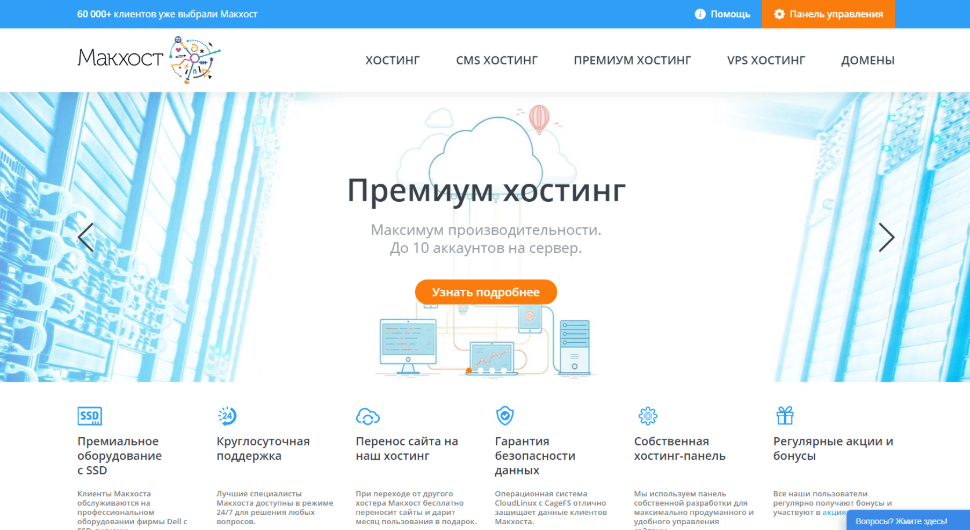 60 000+ клиентов уже выбрали Макхост
Помощь
Панель управления
Макхост
ХОСТИНГ
CMS ХОСТИНГ
ПРЕМИУМ ХОСТИНГ
VPS ХОСТИНГ
ДОМЕНЫ
Премиум хостинг
Максимум производительности.
До 10 аккаунтов на сервер.
Узнать подробнее
SSD
Премиальное
оборудование
с SSD
Клиенты Макхоста
обслуживаются на
профессиональном
оборудовании фирмы Dell с
24
Круглосуточная
поддержка
Лучшие специалисты
Макхоста доступны в режиме
24/7 для решения любых
вопросов.
Перенос сайта на
наш хостинг
При переходе от другого
хостера Макхост бесплатно
переносит сайты и дарит
месяц пользования в подарок.
Гарантия
безопасности
данных
Операционная система
CloudLinux с CageFS отлично
защищает данные клиентов
Макхоста.
Собственная
хостинг-панель
Мы используем панель
собственной разработки для
максимально продуманного и
удобного управления
Регулярные акции и
бонусы
Все наши пользователи
регулярно получают бонусы и
участвуют в
Вопросы? Жмите здесь!